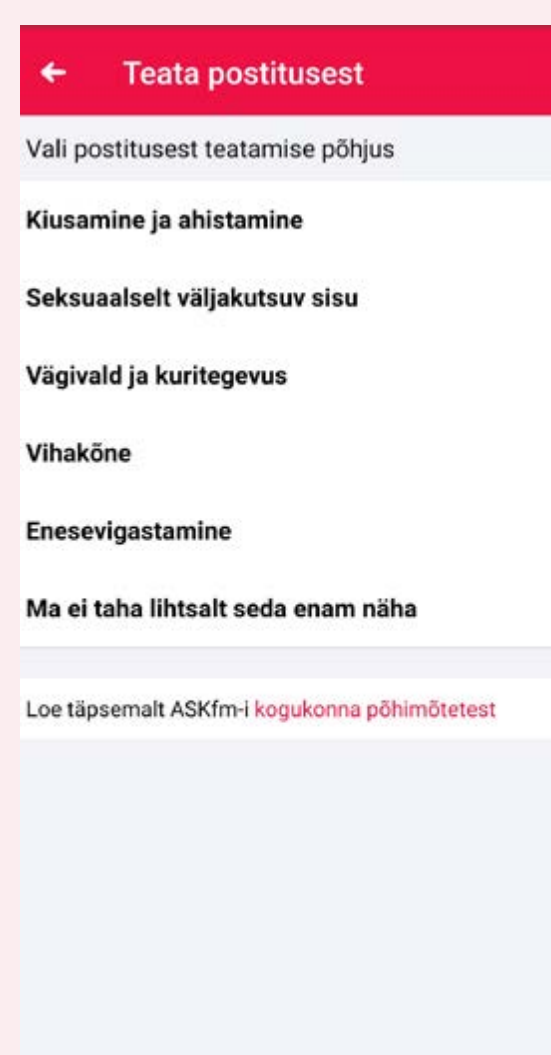 Teata postitusest
Vali postitusest teatamise põhjus
Kiusamine ja ahistamine
Seksuaalselt väljakutsuv sisu
Vägivald ja kuritegevus
Vihakõne
Enesevigastamine
Ma ei taha lihtsalt seda enam näha
Loe täpsemalt ASKfm-i kogukonna põhimõtetest